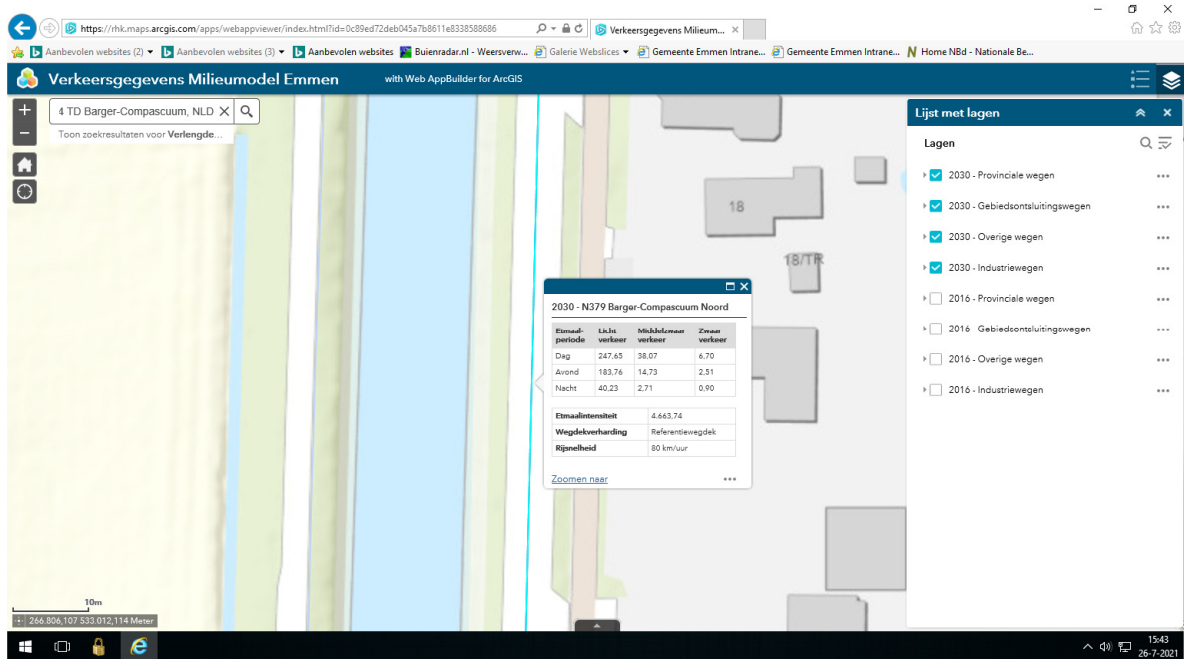 https://rhk.maps.arcgis.com/apps/webappviewer/index.html?id=0c89ed72deb045a7b8611e8338588686
Verkeersgegevens Milieum...
Aanbevolen websites (2)
Aanbevolen websites (3)
Aanbevolen websites
Buienradar.nl - Weersverw...
Galerie Webslices
Gemeente Emmen Intrane...
Gemeente Emmen Intrane...
Home NBd - Nationale Be...
Verkeersgegevens Milieumodel Emmen
with Web AppBuilder for ArcGIS
4 TD Barger-Compascuum, NLD
Toon zoekresultaten voor Verlengde...
18
18/TR
2030 - N379 Barger-Compascuum Noord
Etmaal-periode Licht verkeer Middelzwaar verkeer Zwaar verkeer
Dag 247,65 38,07 6,70
Avond 183,76 14,73 2,51
Nacht 40,23 2,71 0,90
Etmaalintensiteit 4.663,74
Wegdekverharding Referentiewegdek
Rijsnelheid 80 km/uur
Zoomen naar
Lijst met lagen
Lagen
2030 - Provinciale wegen
2030 - Gebiedsontsluitingswegen
2030 - Overige wegen
2030 - Industriewegen
2016 - Provinciale wegen
2016 - Gebiedsontsluitingswegen
2016 - Overige wegen
2016 - Industriewegen
10m
266.806,107 533.012,114 Meter
15:43
26-7-2021